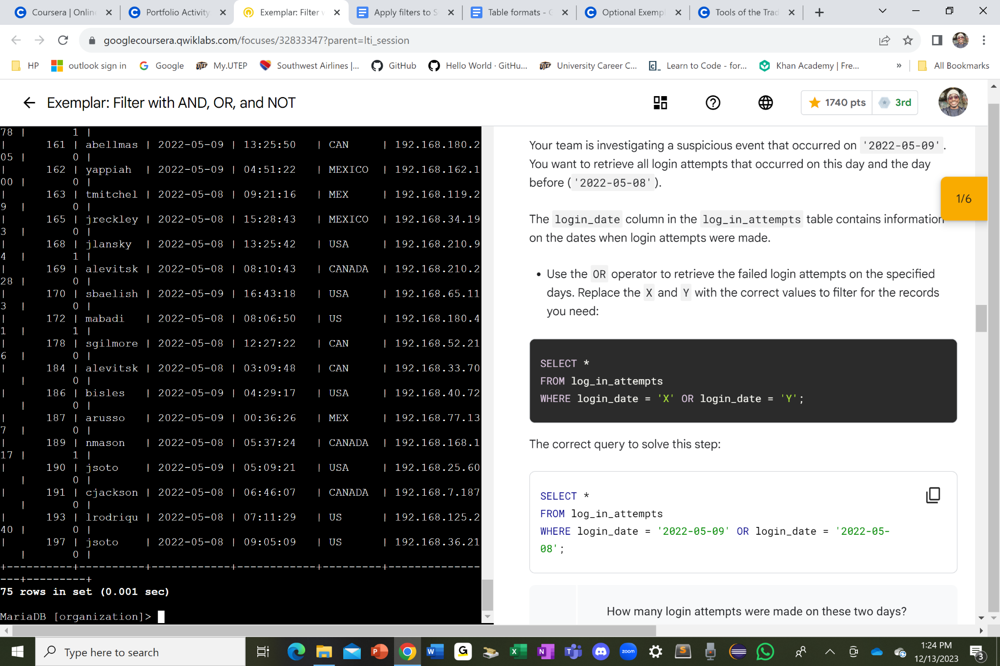 Coursera | Onlin
Portfolio Activity
Exemplar: Filter w
Apply filters to S
Table formats - G
Optional Exempl
Tools of the Trad
googlecoursera.qwiklabs.com/focuses/32833347?parent=lti_session
HP
outlook sign in
Google
My.UTEP
Southwest Airlines |...
GitHub
Hello World · GitHu...
University Career C...
Learn to Code - for...
Khan Academy | Fre...
»
All Bookmarks
Exemplar: Filter with AND, OR, and NOT
1740 pts
3rd
78 |       1 |
|      161 | abellmas | 2022-05-09 | 13:25:50   | CAN     | 192.168.180.2
05 |       0 |
|      162 | yappiah  | 2022-05-09 | 04:51:22   | MEXICO  | 192.168.162.1
00 |       0 |
|      163 | tmitchel | 2022-05-08 | 09:21:16   | MEX     | 192.168.119.2
9  |       0 |
|      165 | jreckley | 2022-05-08 | 15:28:43   | MEXICO  | 192.168.34.19
3  |       0 |
|      168 | jlansky  | 2022-05-08 | 13:25:42   | USA     | 192.168.210.9
4  |       1 |
|      169 | alevitsk | 2022-05-08 | 08:10:43   | CANADA  | 192.168.210.2
28 |       0 |
|      170 | sbaelish | 2022-05-09 | 16:43:18   | USA     | 192.168.65.11
3  |       0 |
|      172 | mabadi   | 2022-05-08 | 08:06:50   | US      | 192.168.180.4
1  |       1 |
|      178 | sgilmore | 2022-05-08 | 12:27:22   | CAN     | 192.168.52.21
6  |       0 |
|      184 | alevitsk | 2022-05-08 | 03:09:48   | CAN     | 192.168.33.70
   |       0 |
|      186 | bisles   | 2022-05-09 | 04:29:17   | USA     | 192.168.40.72
   |       0 |
|      187 | arusso   | 2022-05-09 | 00:36:26   | MEX     | 192.168.77.13
7  |       0 |
|      189 | nmason   | 2022-05-08 | 05:37:24   | CANADA  | 192.168.168.1
17 |       1 |
|      190 | jsoto    | 2022-05-09 | 05:09:21   | USA     | 192.168.25.60
   |       0 |
|      191 | cjackson | 2022-05-08 | 06:46:07   | CANADA  | 192.168.7.187
   |       0 |
|      193 | lrodriqu | 2022-05-08 | 07:11:29   | US      | 192.168.125.2
40 |       0 |
|      197 | jsoto    | 2022-05-08 | 09:05:09   | US      | 192.168.36.21
   |       0 |
+----------+----------+------------+------------+---------+--------------
---+---------+
75 rows in set (0.001 sec)
MariaDB [organization]>
Your team is investigating a suspicious event that occurred on '2022-05-09'.
You want to retrieve all login attempts that occurred on this day and the day
before ('2022-05-08').
The login_date column in the log_in_attempts table contains information
on the dates when login attempts were made.
• Use the OR operator to retrieve the failed login attempts on the specified
days. Replace the X and Y with the correct values to filter for the records
you need:
SELECT *
FROM log_in_attempts
WHERE login_date = 'X' OR login_date = 'Y';
The correct query to solve this step:
SELECT *
FROM log_in_attempts
WHERE login_date = '2022-05-09' OR login_date = '2022-05-
08';
How many login attempts were made on these two days?
1/6
Type here to search
zoom
1:24 PM
12/13/2023
3